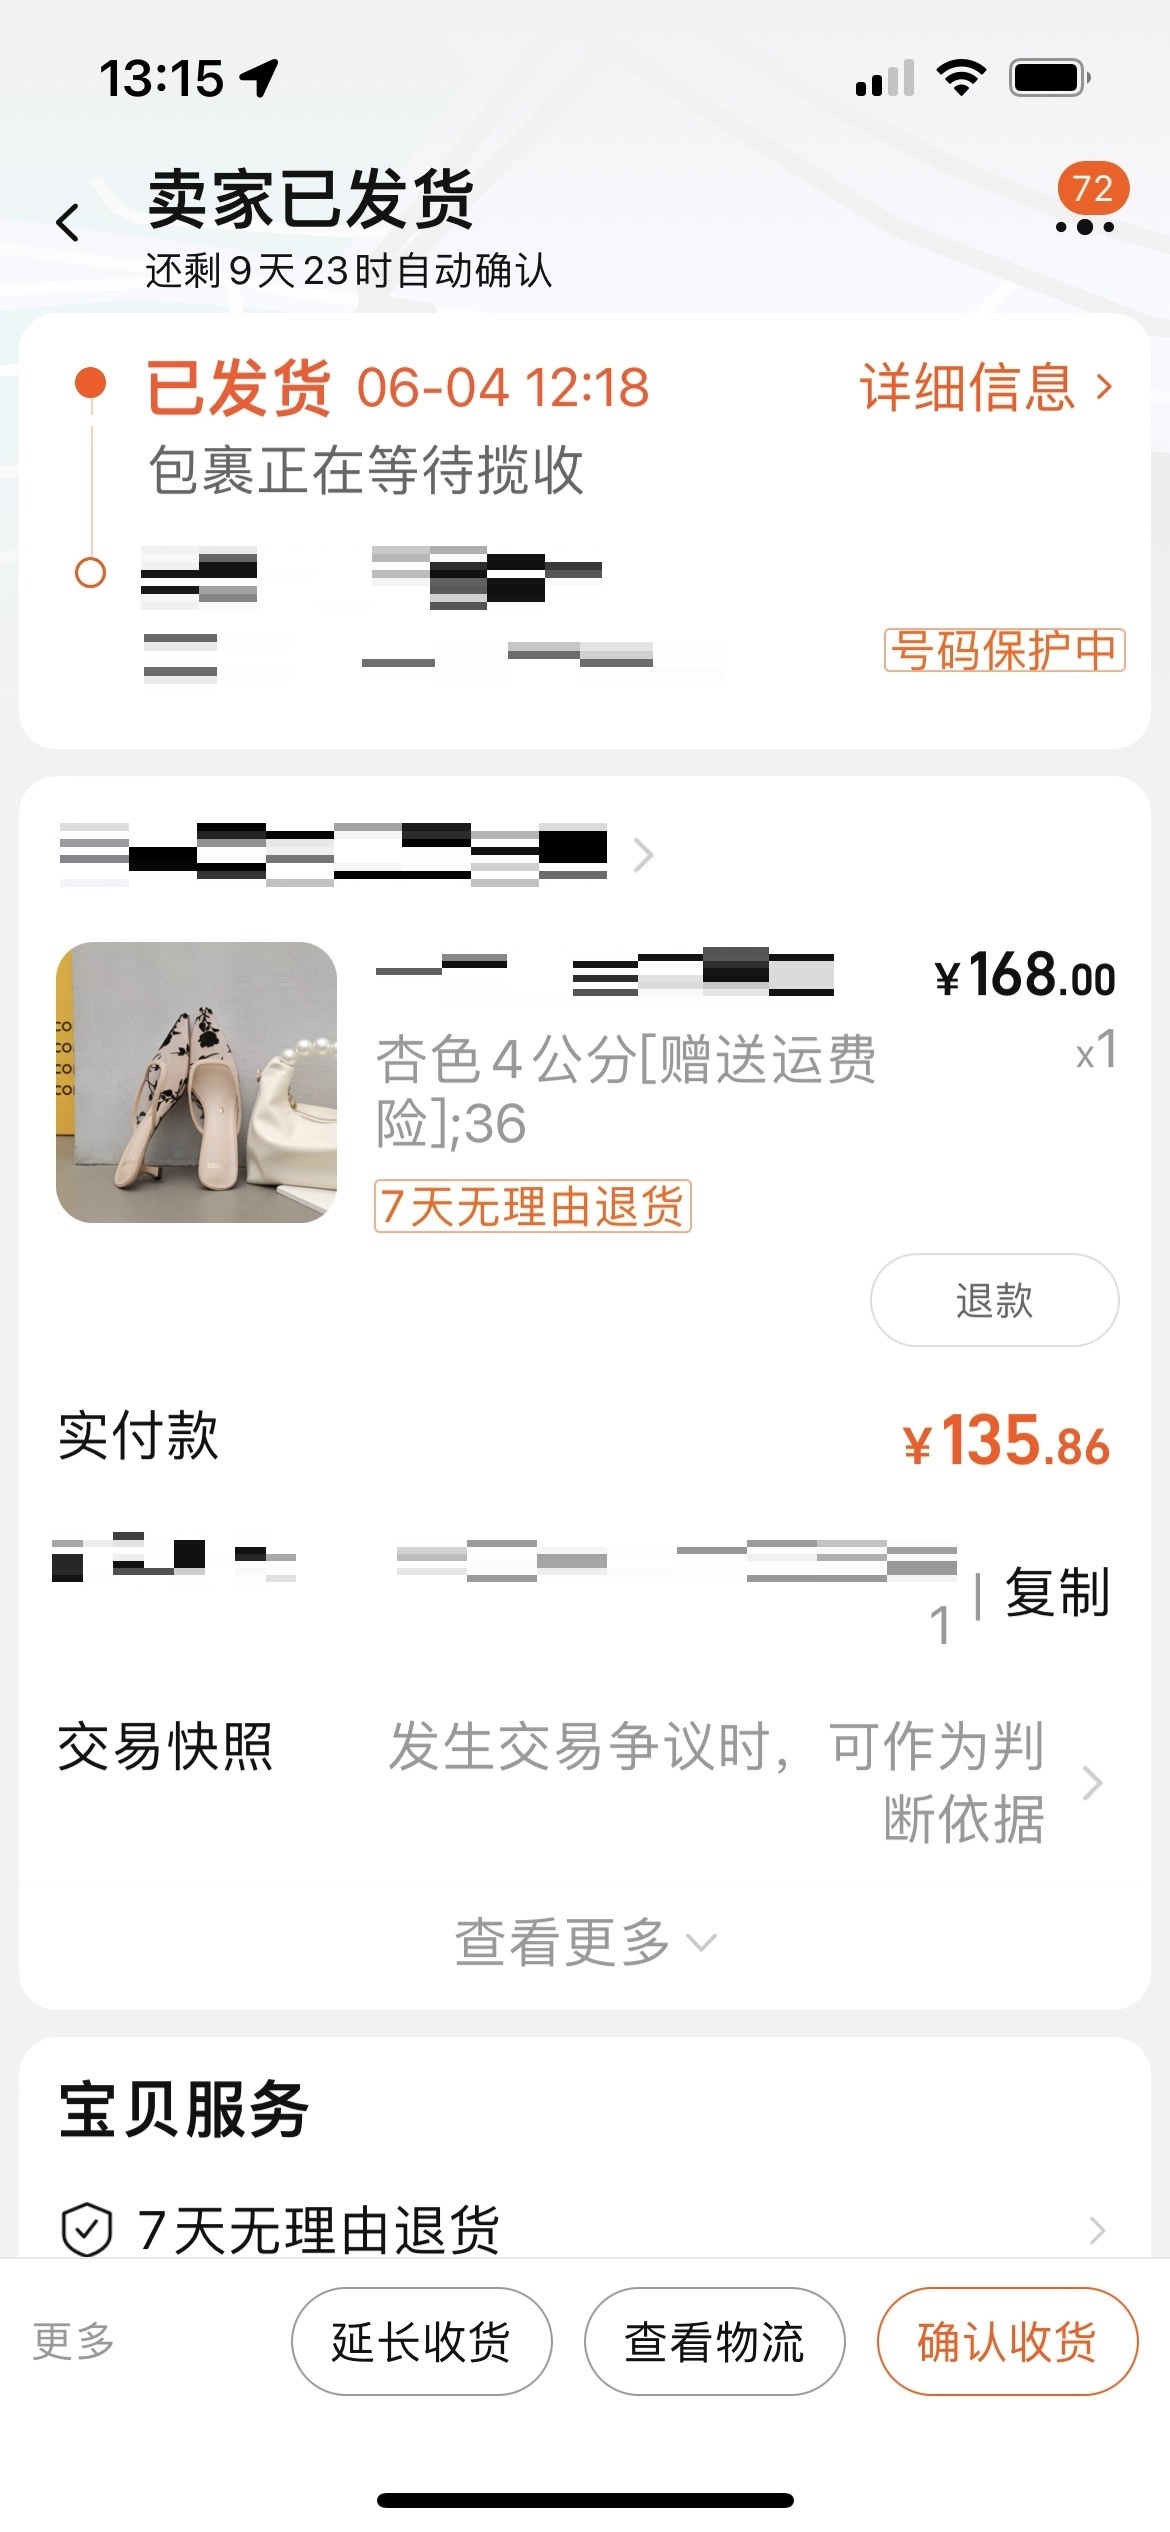 13:15
卖家已发货
72
还剩9天23时自动确认
已发货 06-04 12:18 详细信息
包裹正在等待揽收
号码保护中
¥168.00
杏色4公分[赠送运费
x1
险];36
7天无理由退货
退款
实付款 ¥135.86
复制
1
交易快照 发生交易争议时，可作为判
断依据
查看更多
宝贝服务
7天无理由退货
更多 延长收货 查看物流 确认收货